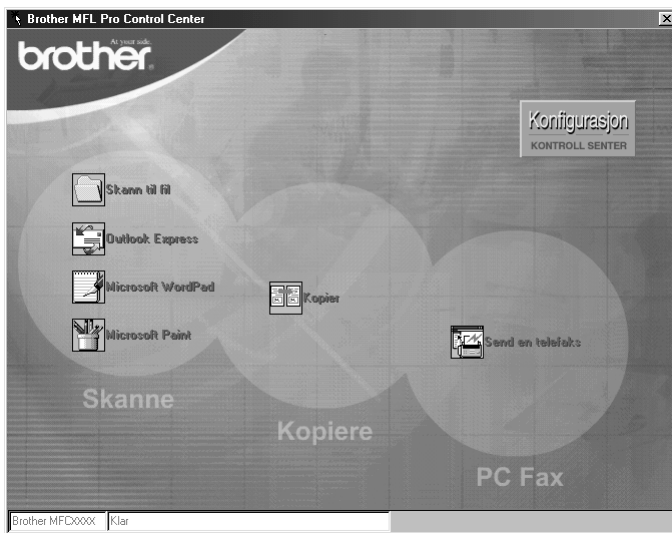 Brother MFL Pro Control Center
At your side.
brother
Konfigurasjon
KONTROLL SENTER
Skann til fil
Outlook Express
Microsoft WordPad
Microsoft Paint
Skanne
Kopier
Kopiere
Send en telefaks
PC Fax
Brother MFCXXXX
Klar